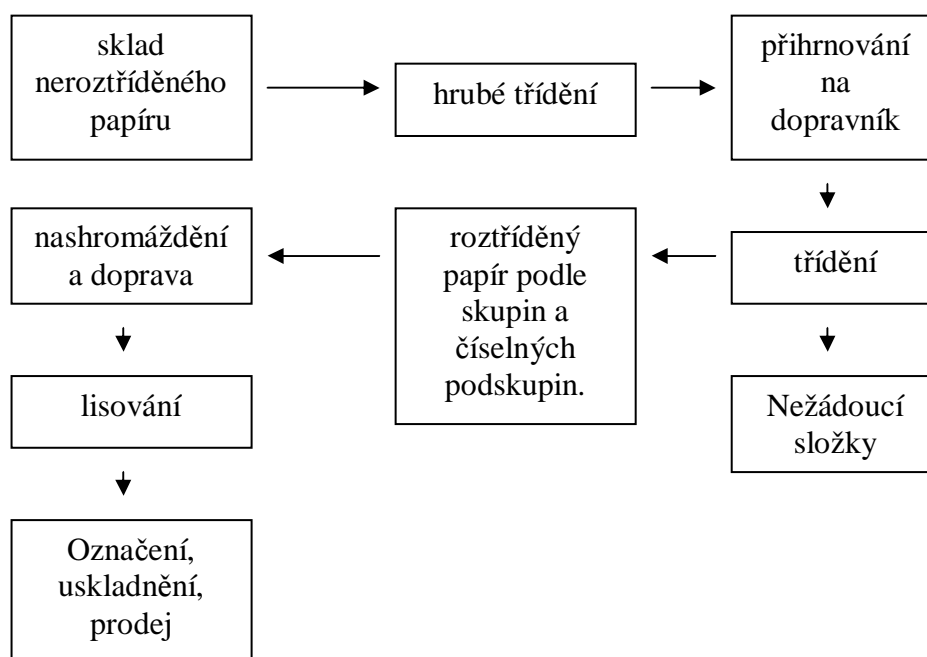 sklad
neroztříděného
papíru
hrubé třídění
přihrnování
na
dopravník
třídění
roztříděný
papír podle
skupin a
číselných
podskupin.
nashromáždění
a doprava
lisování
Označení,
uskladnění,
prodej
Nežádoucí
složky